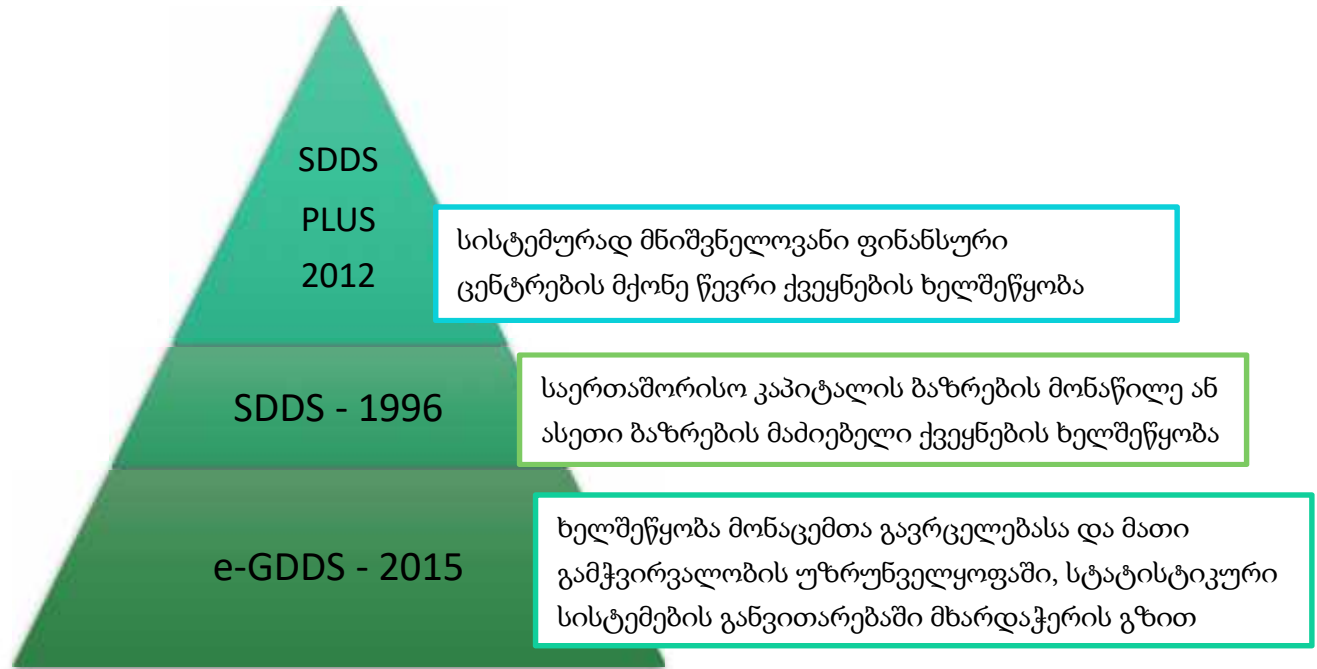 SDDS
PLUS
2012
სისტემურად მნიშვნელოვანი ფინანსური
ცენტრების მქონე წევრი ქვეყნების ხელშეწყობა
SDDS - 1996
საერთაშორისო კაპიტალის ბაზრების მონაწილე ან
ასეთი ბაზრების მაძიებელი ქვეყნების ხელშეწყობა
e-GDDS - 2015
ხელშეწყობა მონაცემთა გავრცელებასა და მათი
გამჭვირვალობის უზრუნველყოფაში, სტატისტიკური
სისტემების განვითარებაში მხარდაჭერის გზით